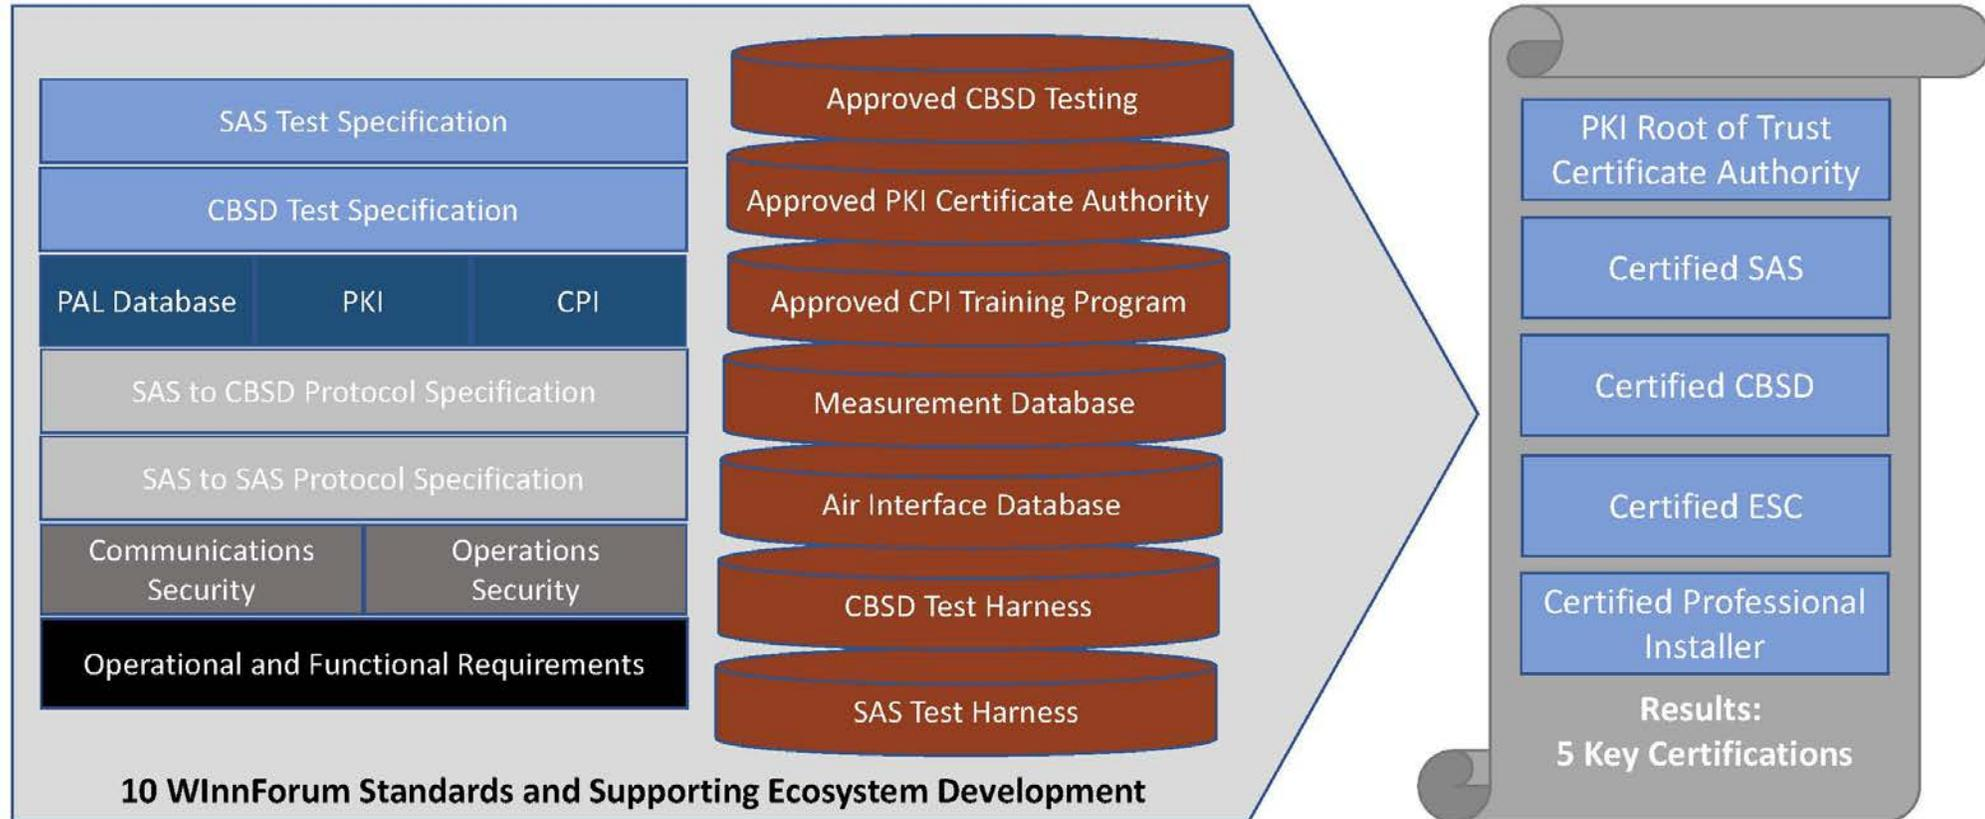 SAS Test Specification
CBSD Test Specification
PAL Database
PKI
CPI
SAS to CBSD Protocol Specification
SAS to SAS Protocol Specification
Communications
Security
Operations
Security
Operational and Functional Requirements
Approved CBSD Testing
Approved PKI Certificate Authority
Approved CPI Training Program
Measurement Database
Air Interface Database
CBSD Test Harness
SAS Test Harness
10 WInnForum Standards and Supporting Ecosystem Development
PKI Root of Trust
Certificate Authority
Certified SAS
Certified CBSD
Certified ESC
Certified Professional
Installer
Results:
5 Key Certifications